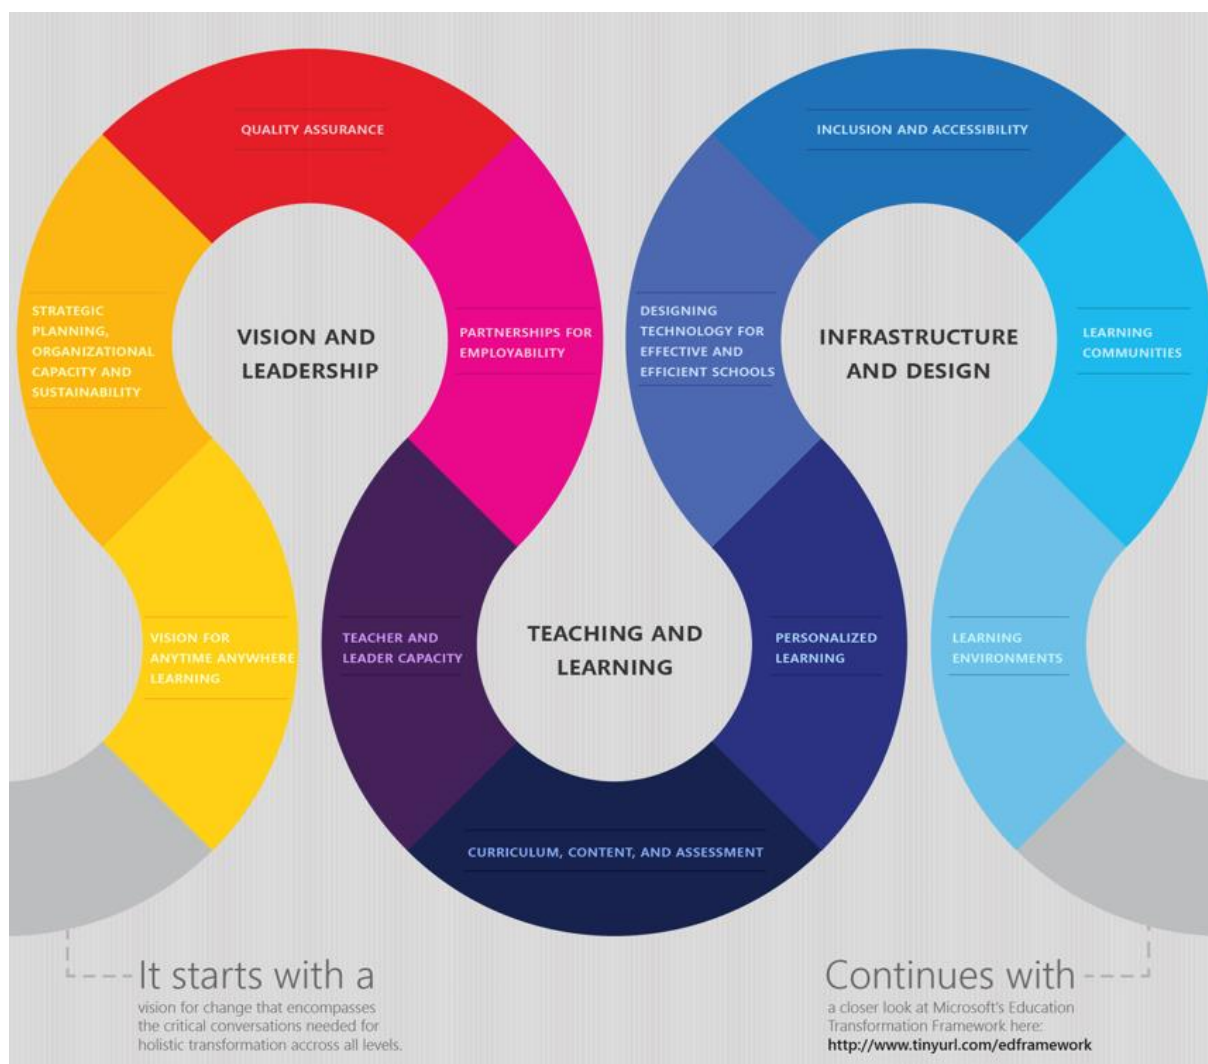 QUALITY ASSURANCE
INCLUSION AND ACCESSIBILITY
STRATEGIC
PLANNING,
ORGANIZATIONAL
CAPACITY AND
SUSTAINABILITY
VISION AND
LEADERSHIP
PARTNERSHIPS FOR
EMPLOYABILITY
DESIGNING
TECHNOLOGY FOR
EFFECTIVE AND
EFFICIENT SCHOOLS
INFRASTRUCTURE
AND DESIGN
LEARNING
COMMUNITIES
VISION FOR
ANYTIME ANYWHERE
LEARNING
TEACHER AND
LEADER CAPACITY
TEACHING AND
LEARNING
PERSONALIZED
LEARNING
LEARNING
ENVIRONMENTS
CURRICULUM, CONTENT, AND ASSESSMENT
It starts with a
vision for change that encompasses
the critical conversations needed for
holistic transformation accross all levels.
Continues with
a closer look at Microsoft's Education
Transformation Framework here:
http://www.tinyurl.com/edframework